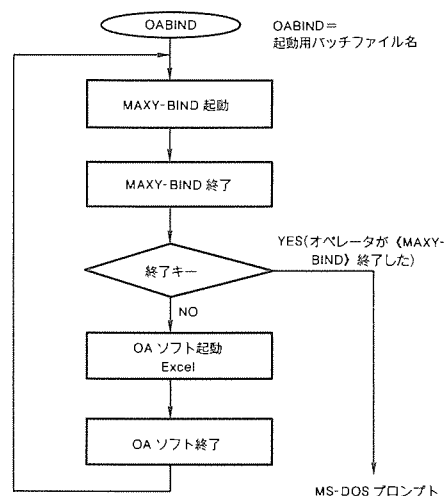 OABIND
OABIND＝
起動用バッチファイル名
MAXY-BIND 起動
MAXY-BIND 終了
終了キー
YES(オペレータが《MAXY-
BIND》終了した)
NO
OA ソフト起動
Excel
OA ソフト終了
MS-DOS プロンプト